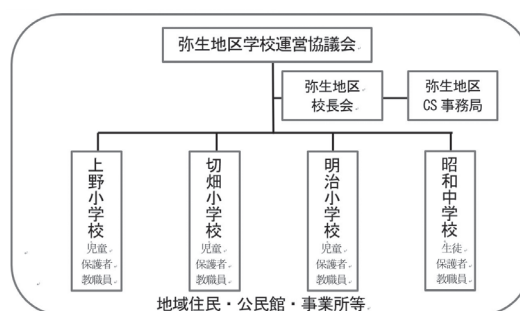 弥生地区学校運営協議会
弥生地区
校長会
弥生地区
CS 事務局
上野小学校
児童
保護者
教職員
切畑小学校
児童
保護者
教職員
明治小学校
児童
保護者
教職員
昭和中学校
生徒
保護者
教職員
地域住民・公民館・事業所等